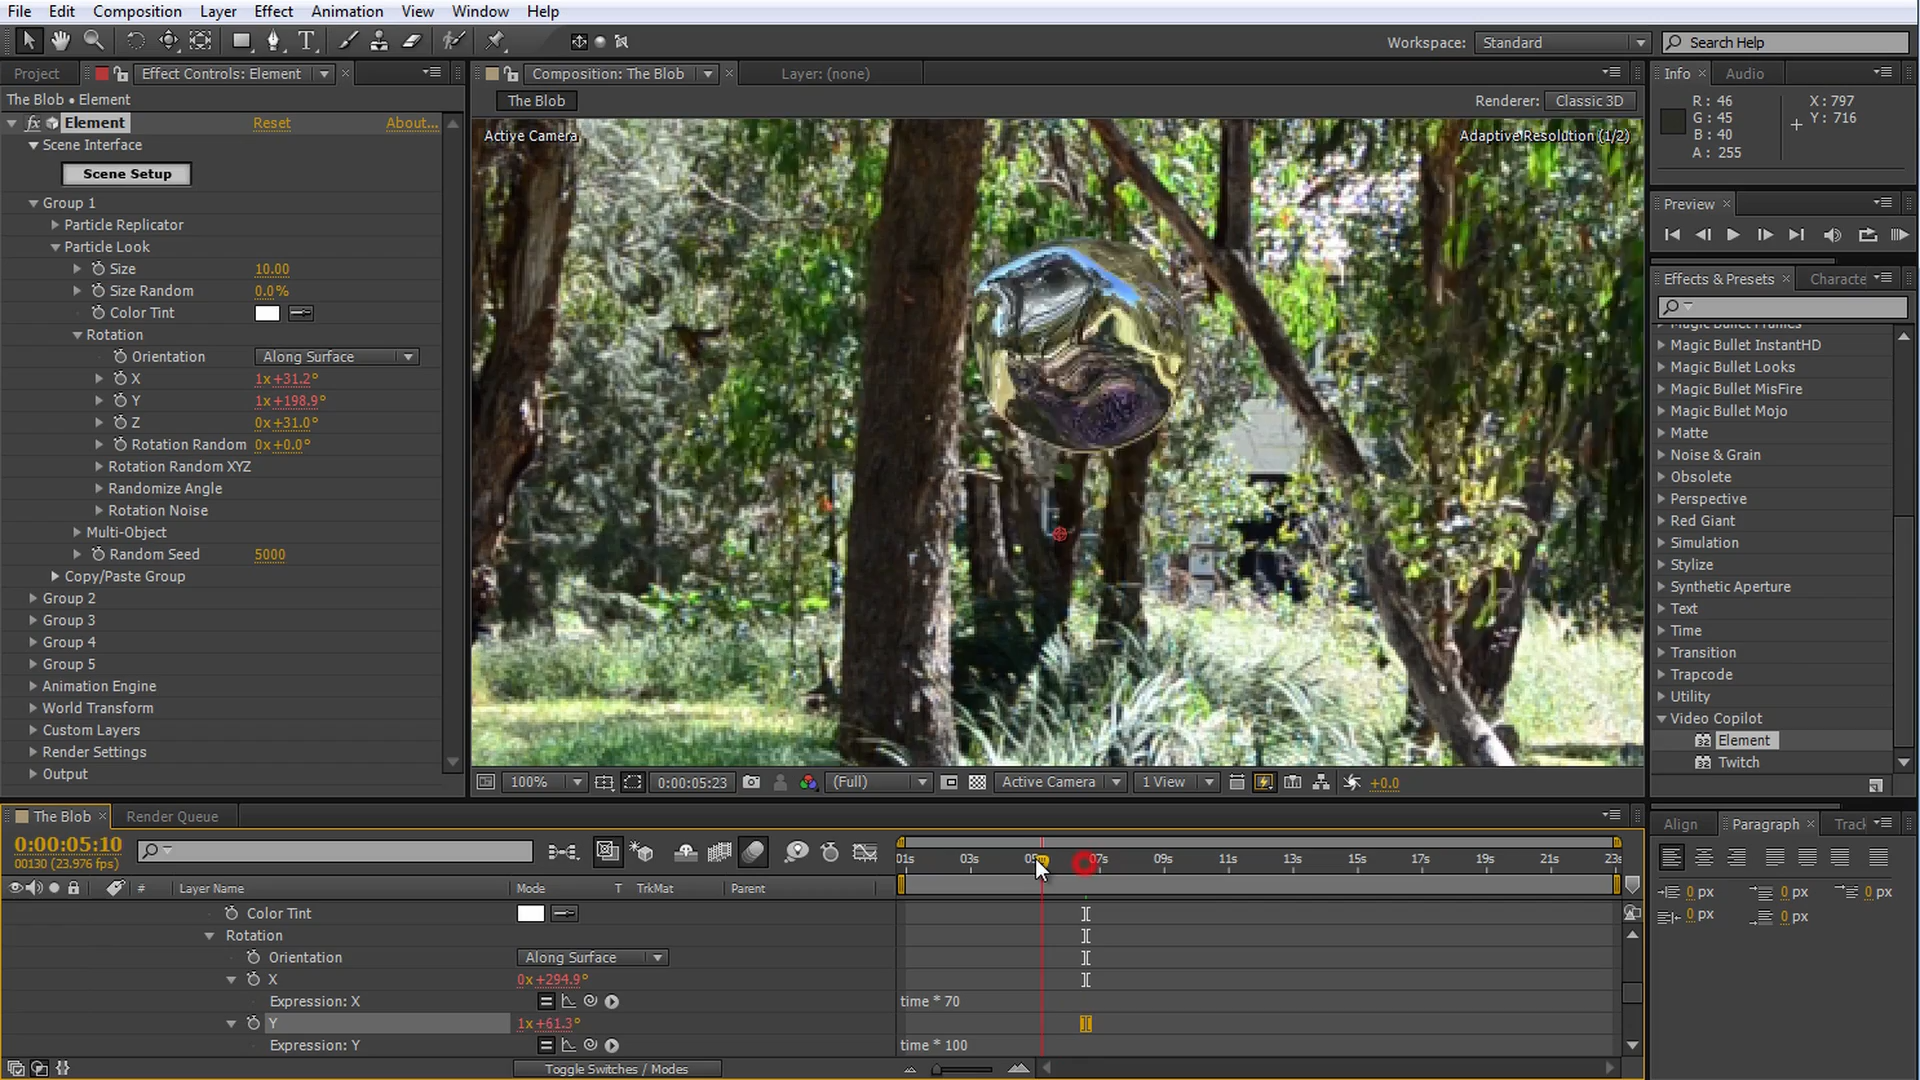 File Edit Composition Layer Effect Animation View Window Help
Workspace: Standard Search Help
Project Effect Controls: Element Composition: The Blob Layer: (none) Info Audio
The Blob • Element The Blob Renderer: Classic 3D
R: 46 X: 797
G: 45 Y: 716
B: 40
A: 255
fx Element Reset About...
Active Camera Adaptive Resolution (1/2)
Scene Interface
Scene Setup
Group 1
Particle Replicator
Particle Look
Size 10.00
Size Random 0.0%
Color Tint
Rotation
Orientation Along Surface
X 1x+31.2°
Y 1x+198.9°
Z 0x+31.0°
Rotation Random 0x+0.0°
Rotation Random XYZ
Randomize Angle
Rotation Noise
Multi-Object
Random Seed 5000
Copy/Paste Group
Group 2
Group 3
Group 4
Group 5
Animation Engine
World Transform
Custom Layers
Render Settings
Output
Preview
Effects & Presets Characte
Magic Bullet Frames
Magic Bullet InstantHD
Magic Bullet Looks
Magic Bullet MisFire
Magic Bullet Mojo
Matte
Noise & Grain
Obsolete
Perspective
Red Giant
Simulation
Stylize
Synthetic Aperture
Text
Time
Transition
Trapcode
Utility
Video Copilot
32 Element
32 Twitch
100% 0:00:05:23 (Full) Active Camera 1 View +0.0
The Blob Render Queue
0:00:05:10
00130 (23.976 fps)
01s 03s 05s 07s 09s 11s 13s 15s 17s 19s 21s 23s
# Layer Name Mode T TrkMat Parent
Color Tint
Rotation
Orientation Along Surface
X 0x+294.9°
Expression: X time * 70
Y 1x+61.3°
Expression: Y time * 100
Toggle Switches / Modes
Align Paragraph Track
0 px 0 px 0 px
0 px 0 px